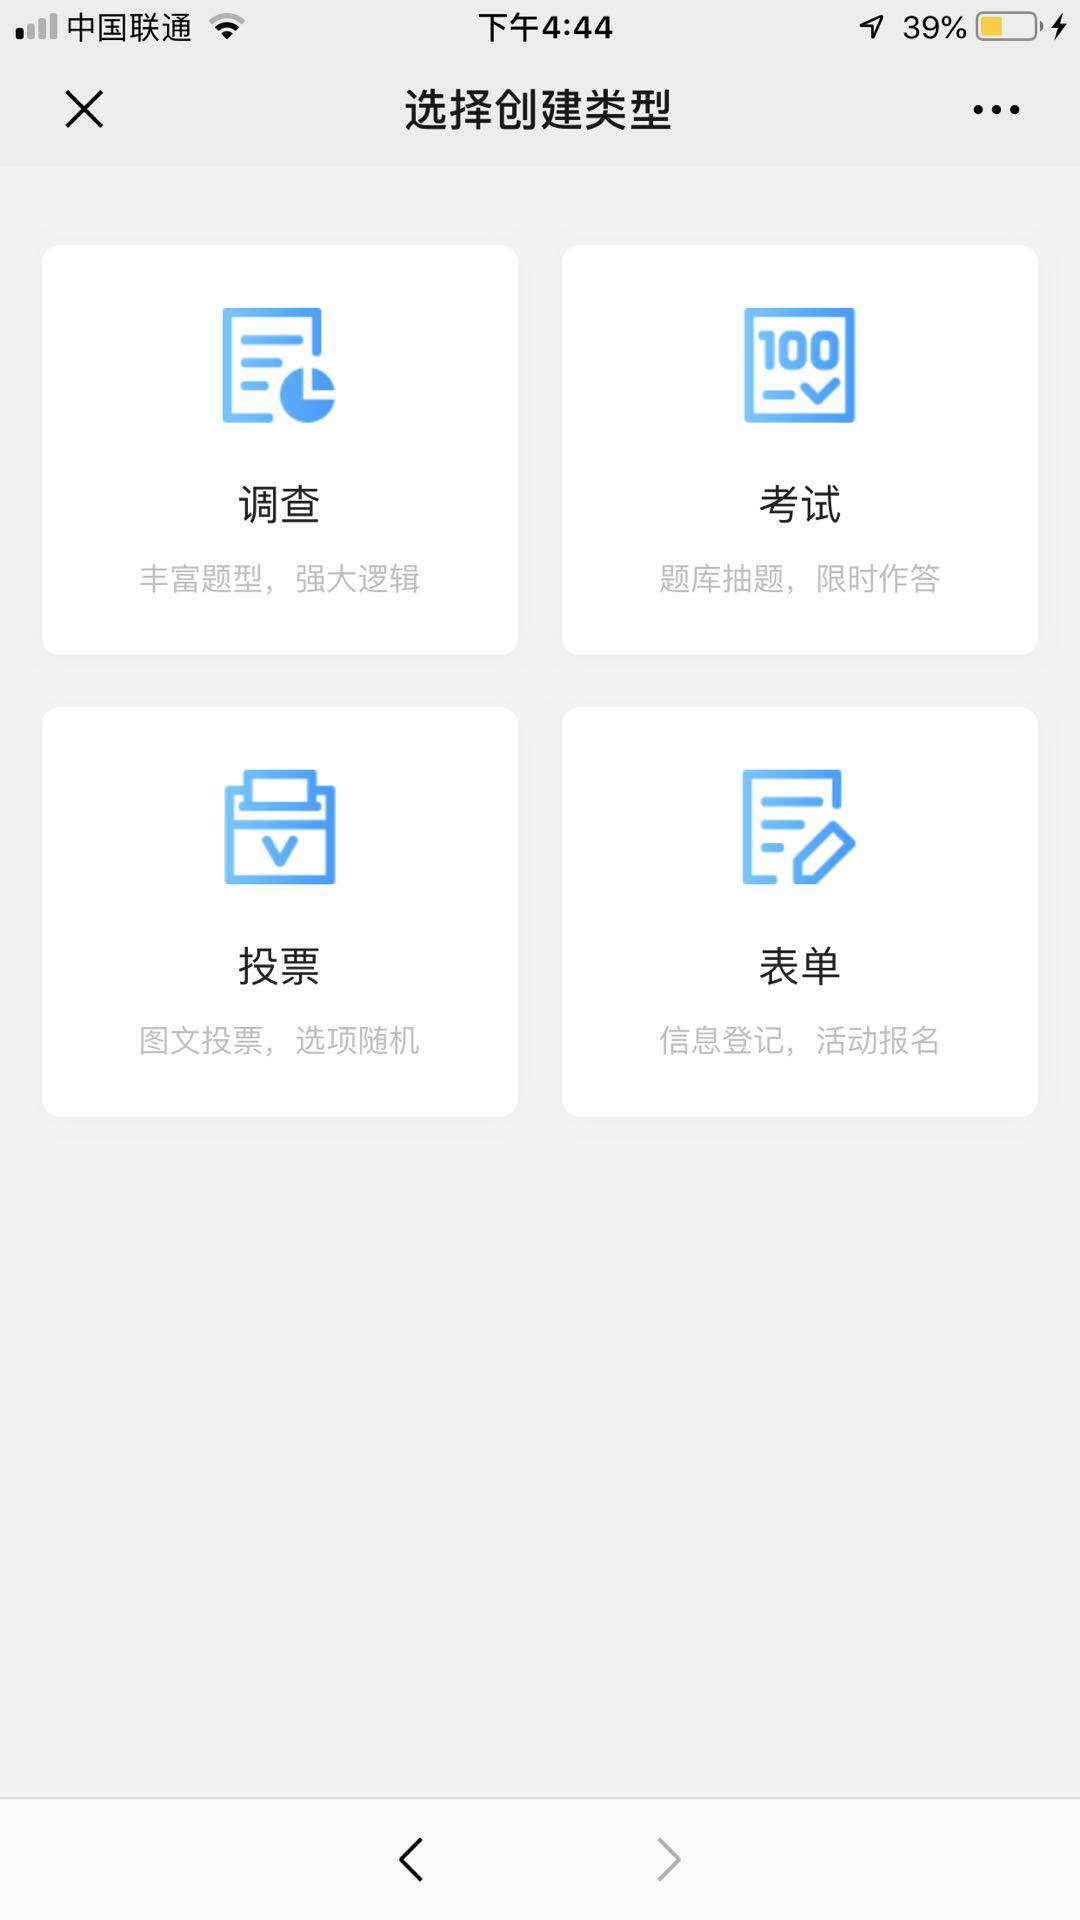 中国联通 下午4:44 39%
选择创建类型
100
调查
丰富题型，强大逻辑
考试
题库抽题，限时作答
投票
图文投票，选项随机
表单
信息登记，活动报名